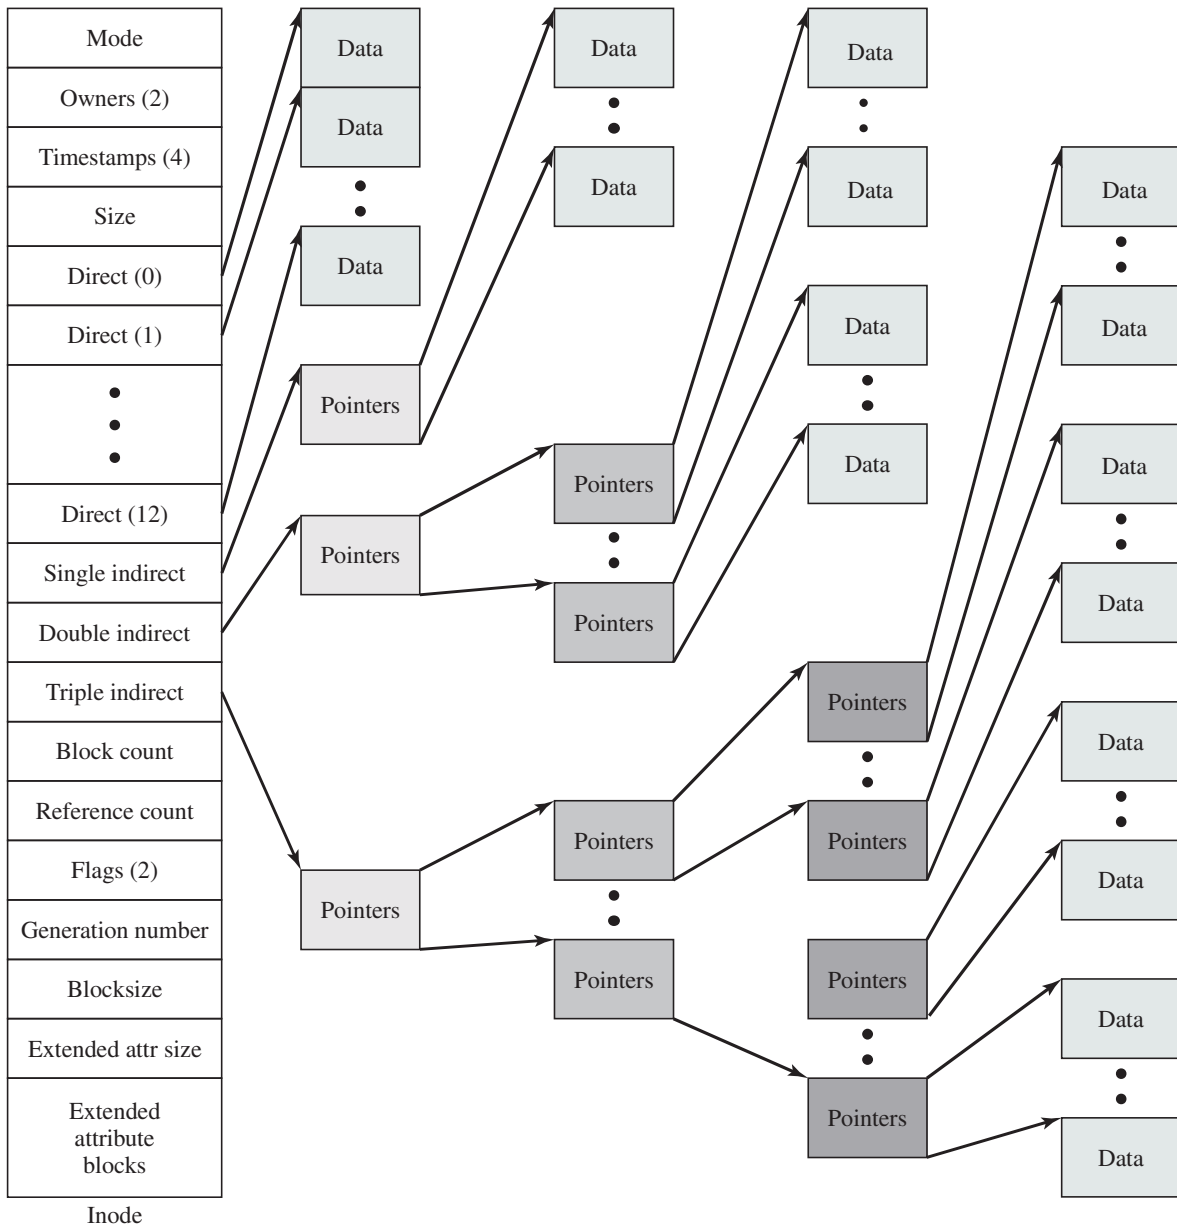 Mode
Owners (2)
Timestamps (4)
Size
Direct (0)
Direct (1)
Direct (12)
Single indirect
Double indirect
Triple indirect
Block count
Reference count
Flags (2)
Generation number
Blocksize
Extended attr size
Extended
attribute
blocks
Inode
Data
Data
Data
Pointers
Pointers
Pointers
Data
Data
Pointers
Pointers
Pointers
Pointers
Data
Data
Data
Data
Pointers
Pointers
Pointers
Pointers
Data
Data
Data
Data
Data
Data
Data
Data